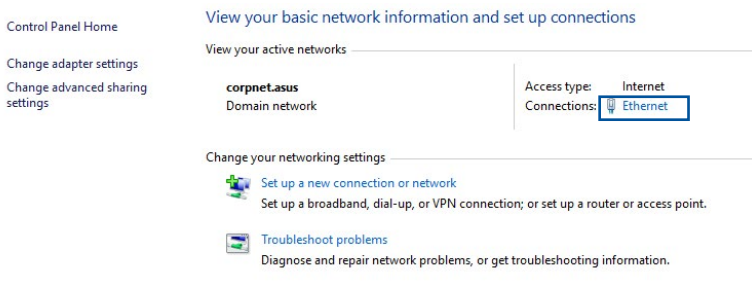 Control Panel Home
Change adapter settings
Change advanced sharing
settings
View your basic network information and set up connections
View your active networks
corpnet.asus
Domain network
Access type: Internet
Connections: Ethernet
Change your networking settings
Set up a new connection or network
Set up a broadband, dial-up, or VPN connection; or set up a router or access point.
Troubleshoot problems
Diagnose and repair network problems, or get troubleshooting information.